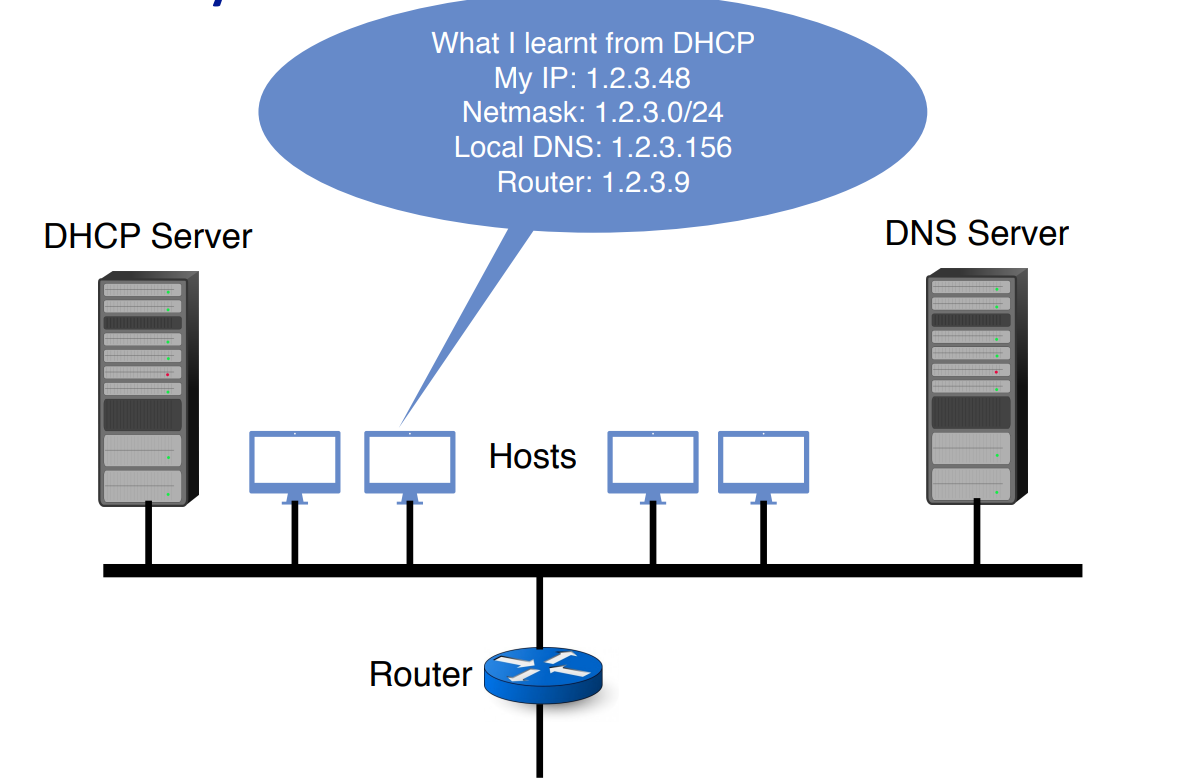 What I learnt from DHCP
My IP: 1.2.3.48
Netmask: 1.2.3.0/24
Local DNS: 1.2.3.156
Router: 1.2.3.9
DHCP Server
DNS Server
Hosts
Router